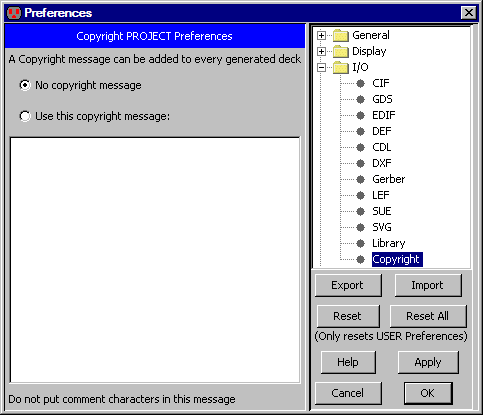 Preferences
Copyright PROJECT Preferences
A Copyright message can be added to every generated deck
No copyright message
Use this copyright message:
Do not put comment characters in this message
General
Display
I/O
CIF
GDS
EDIF
DEF
CDL
DXF
Gerber
LEF
SUE
SVG
Library
Copyright
Export Import
Reset Reset All
(Only resets USER Preferences)
Help Apply
Cancel OK